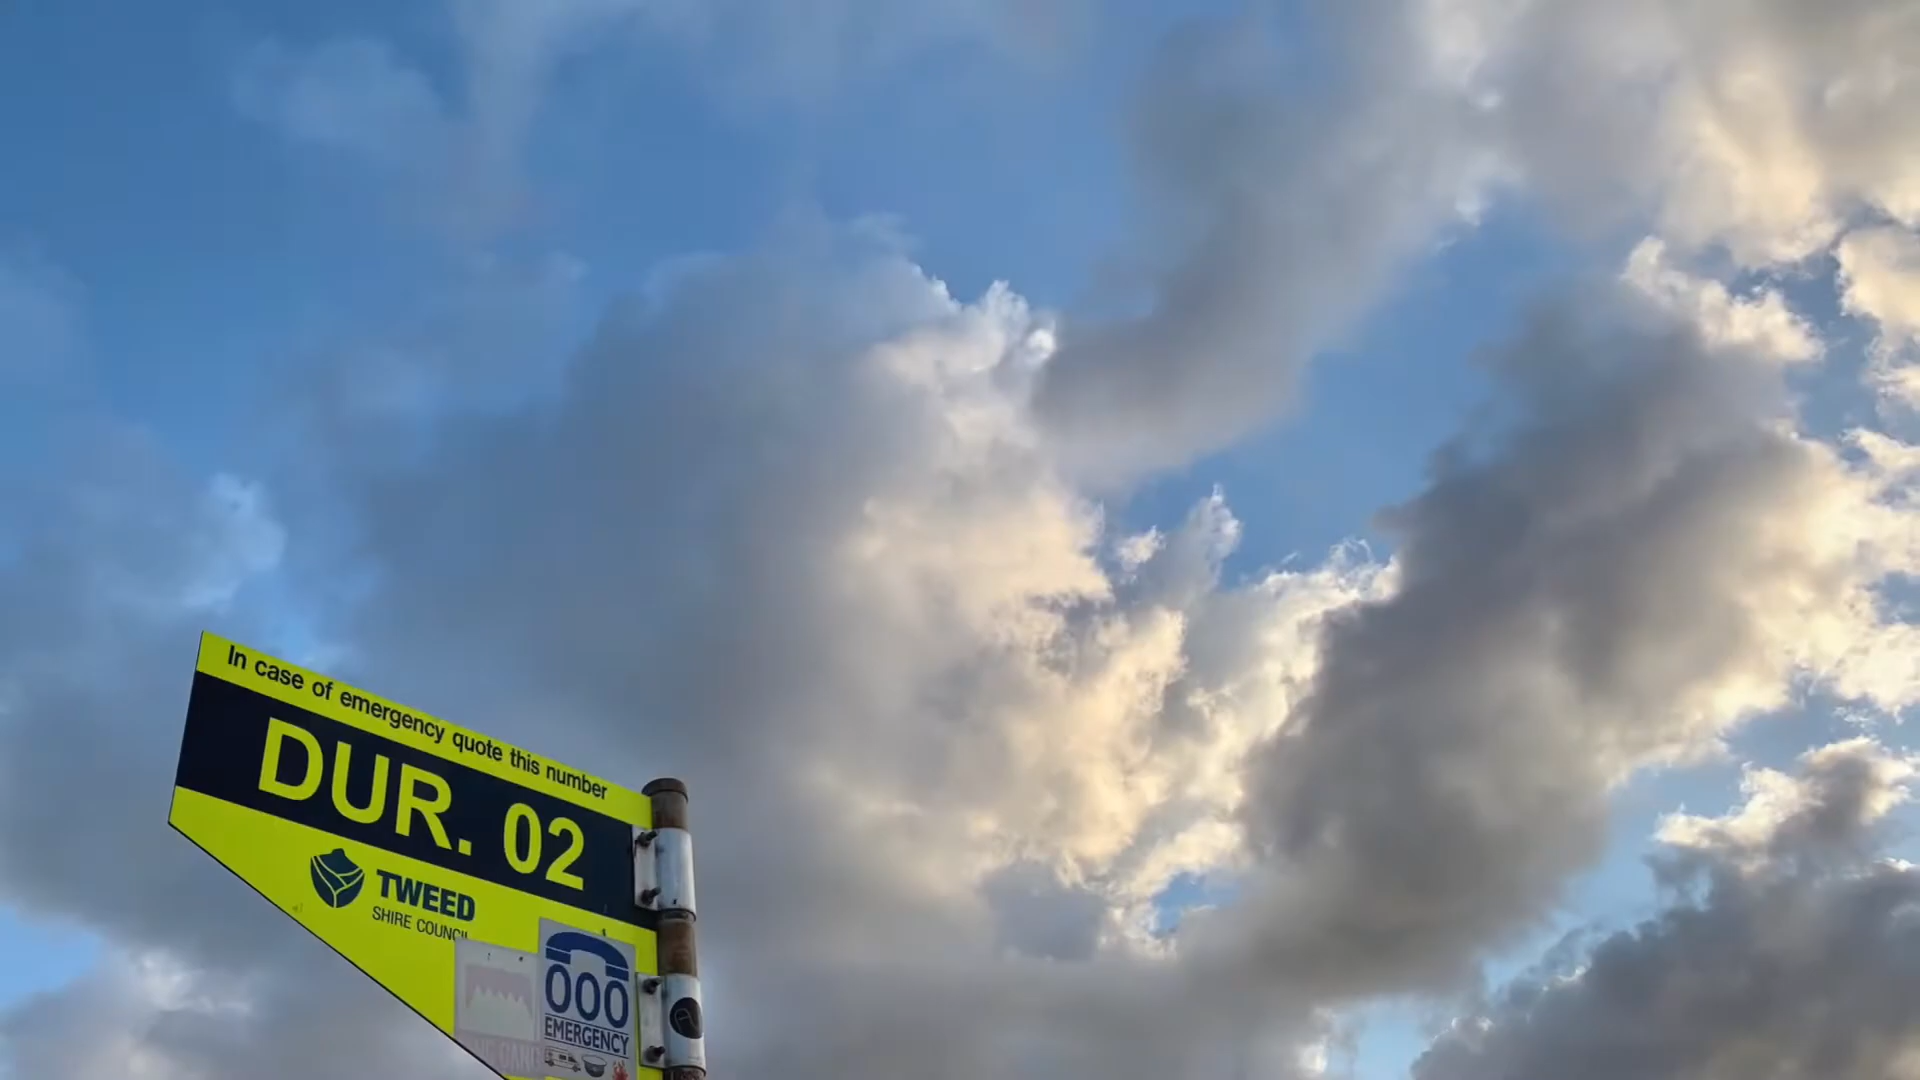 In case of emergency quote this number
DUR. 02
TWEED
SHIRE COUNCIL
000
EMERGENCY